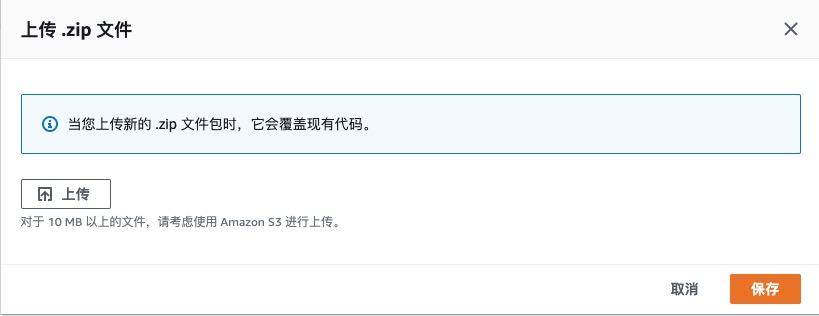 上传 .zip 文件
当您上传新的 .zip 文件包时，它会覆盖现有代码。
上传
对于 10 MB 以上的文件，请考虑使用 Amazon S3 进行上传。
取消 保存